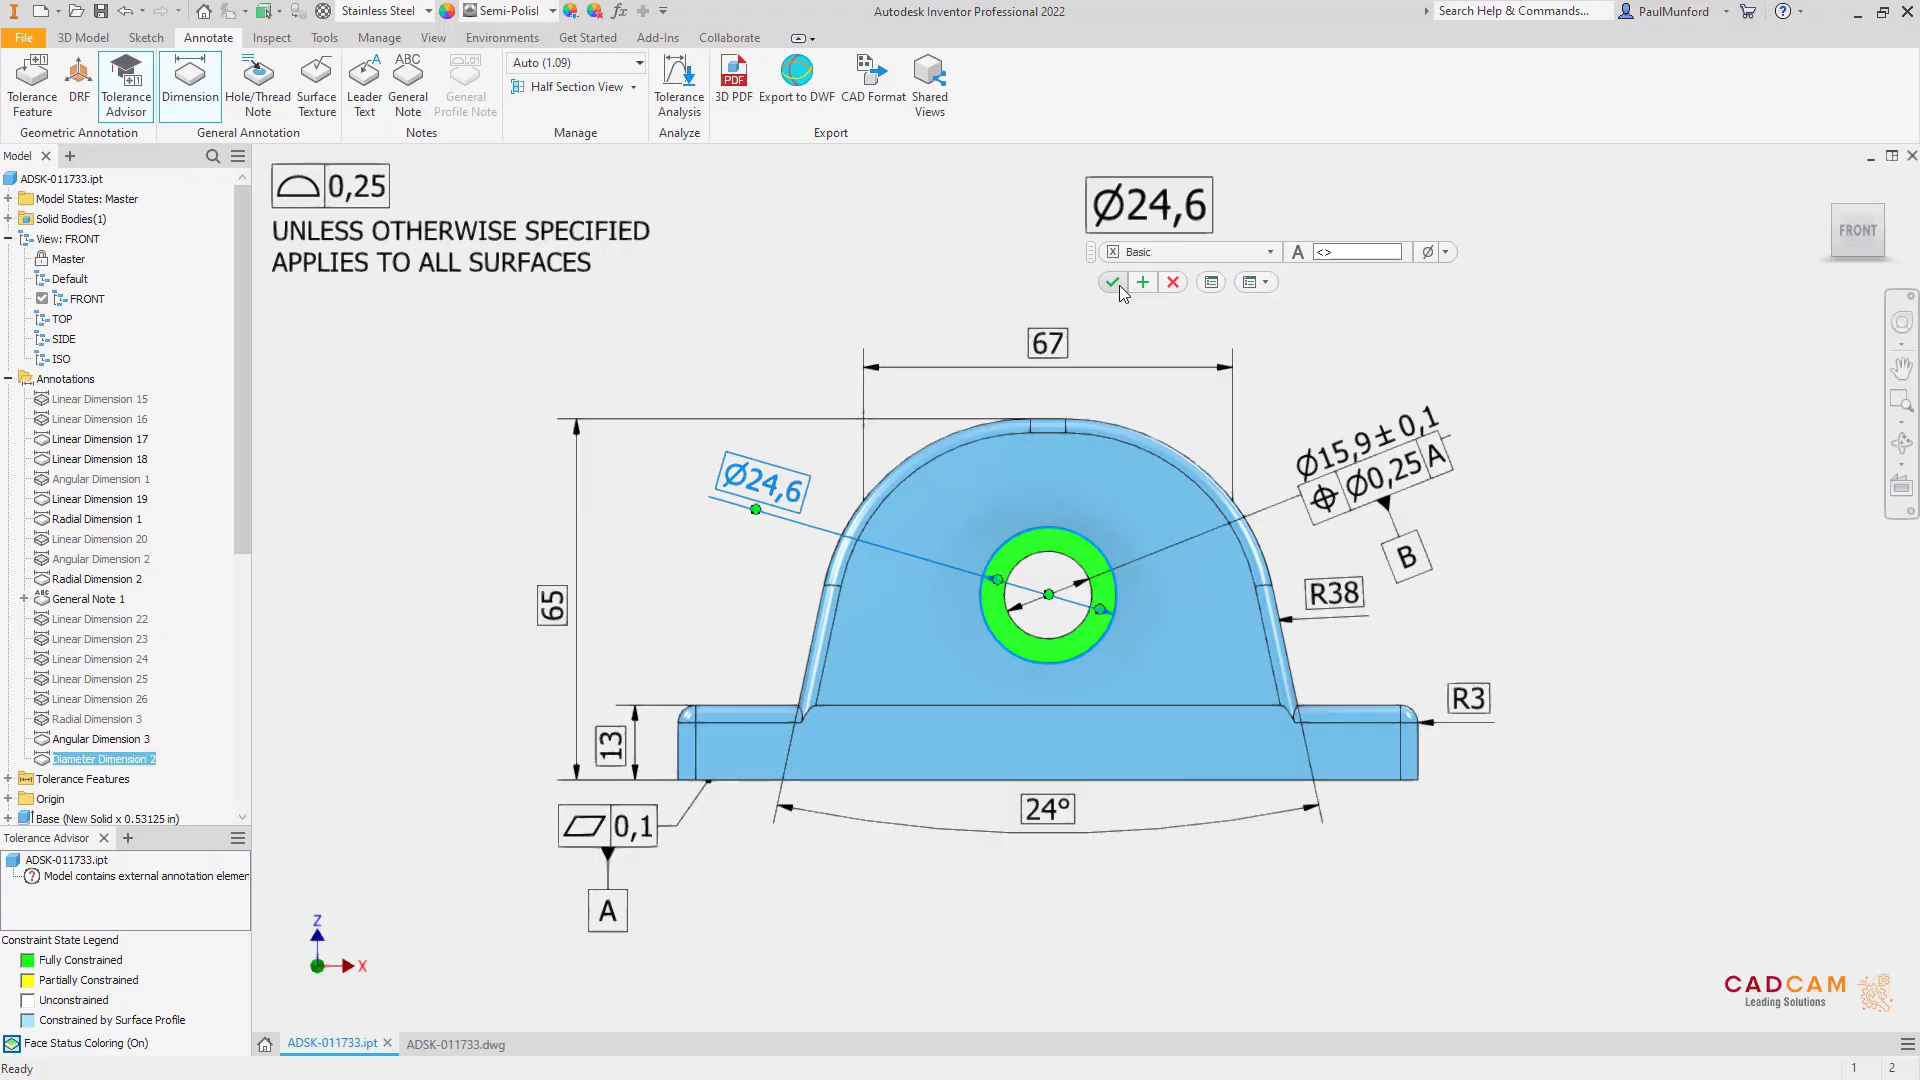 Stainless Steel
Semi-Polisl
Autodesk Inventor Professional 2022
Search Help & Commands...
PaulMunford
File
3D Model
Sketch
Annotate
Inspect
Tools
Manage
View
Environments
Get Started
Add-Ins
Collaborate
Tolerance Feature
DRF
Tolerance Advisor
Dimension
Hole/Thread Note
Surface Texture
Leader Text
General Note
General Profile Note
Auto (1.09)
Half Section View
Tolerance Analysis
3D PDF
Export to DWF
CAD Format
Shared Views
Geometric Annotation
General Annotation
Notes
Manage
Analyze
Export
Model
ADSK-011733.ipt
Model States: Master
Solid Bodies(1)
View: FRONT
Master
Default
FRONT
TOP
SIDE
ISO
Annotations
Linear Dimension 15
Linear Dimension 16
Linear Dimension 17
Linear Dimension 18
Angular Dimension 1
Linear Dimension 19
Radial Dimension 1
Linear Dimension 20
Angular Dimension 2
Radial Dimension 2
General Note 1
Linear Dimension 22
Linear Dimension 23
Linear Dimension 24
Linear Dimension 25
Linear Dimension 26
Radial Dimension 3
Angular Dimension 3
Diameter Dimension 2
Tolerance Features
Origin
Base (New Solid x 0.53125 in)
Tolerance Advisor
ADSK-011733.ipt
Model contains external annotation elemen
Constraint State Legend
Fully Constrained
Partially Constrained
Unconstrained
Constrained by Surface Profile
Face Status Coloring (On)
Ready
0,25
UNLESS OTHERWISE SPECIFIED
APPLIES TO ALL SURFACES
Ø24,6
Basic
A
<>
FRONT
67
Ø24,6
Ø15,9 ± 0,1
Ø0,25 A
B
65
R38
R3
13
24°
0,1
A
Z
X
CADCAM
Leading Solutions
ADSK-011733.ipt
ADSK-011733.dwg
1
2